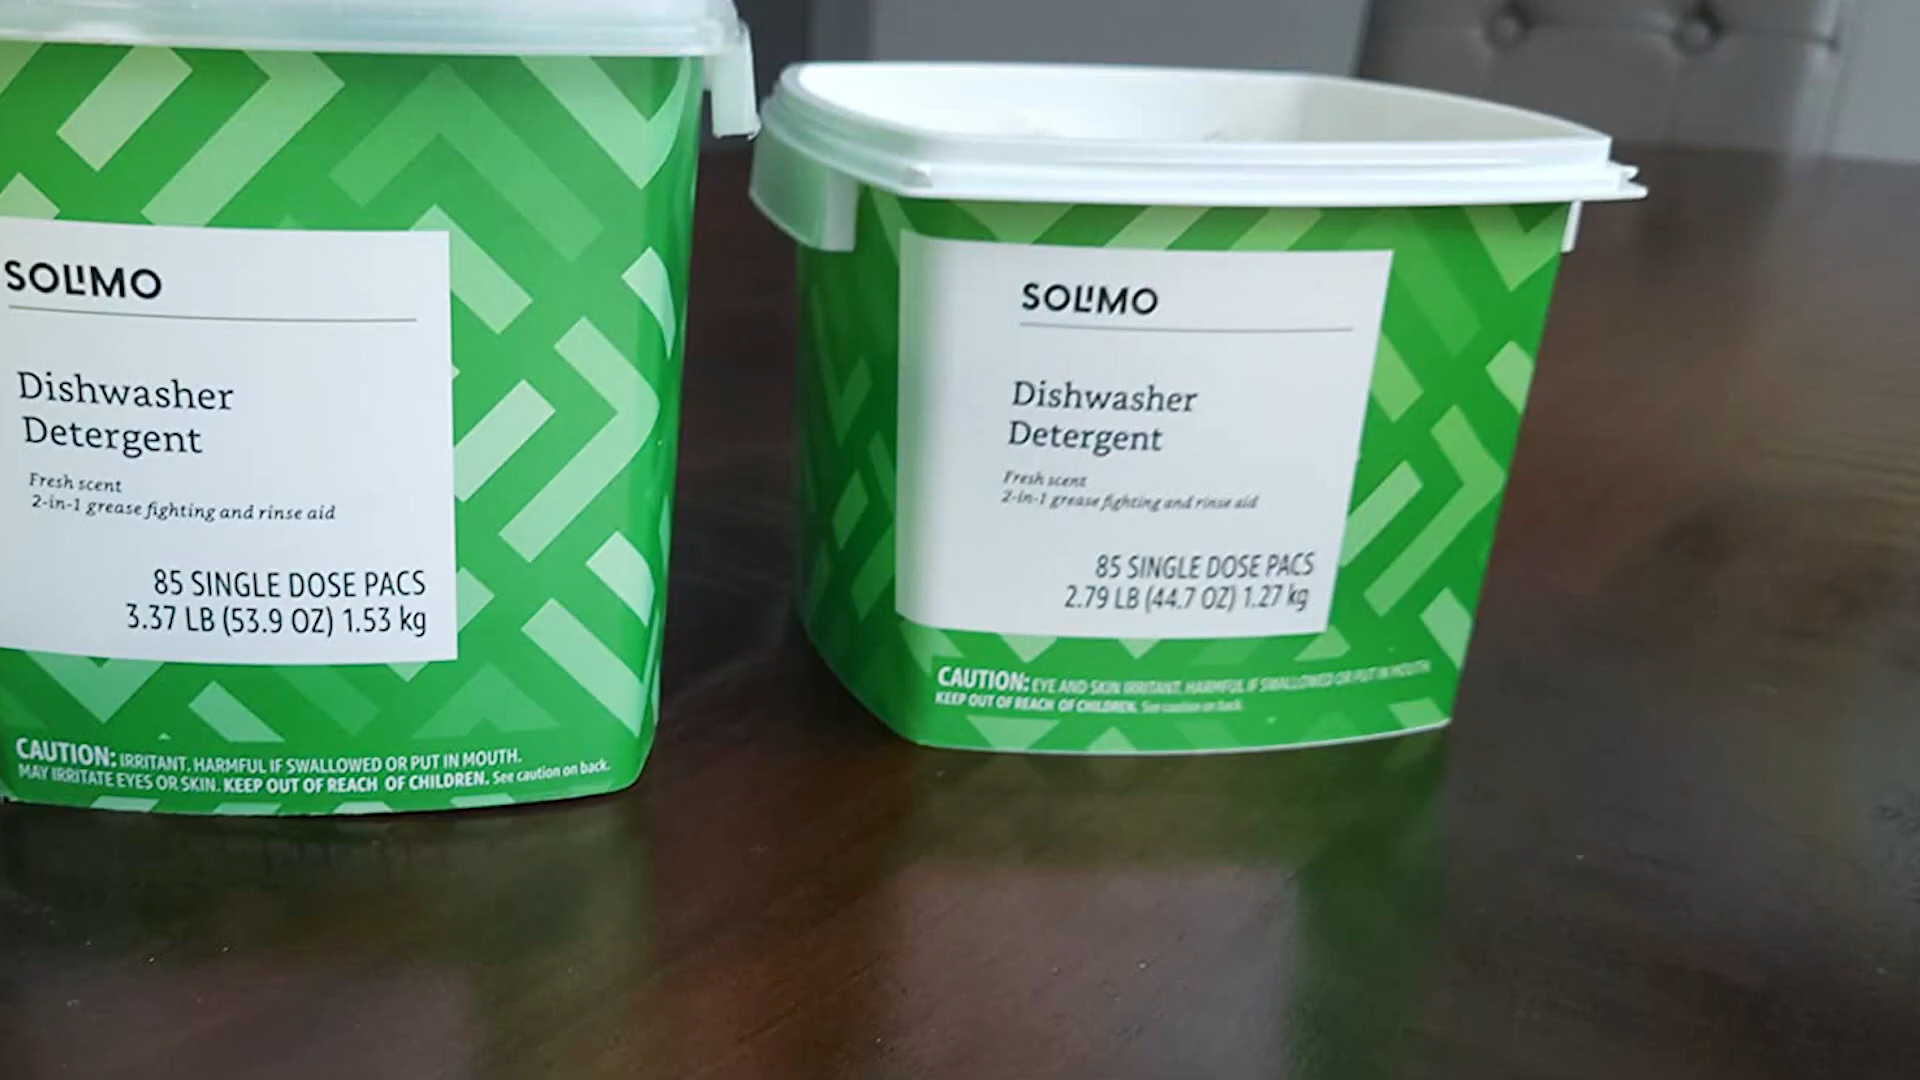 SOLIMO
Dishwasher
Detergent
Fresh scent
2-in-1 grease fighting and rinse aid
85 SINGLE DOSE PACS
3.37 LB (53.9 OZ) 1.53 kg
CAUTION: IRRITANT. HARMFUL IF SWALLOWED OR PUT IN MOUTH.
MAY IRRITATE EYES OR SKIN. KEEP OUT OF REACH OF CHILDREN. See caution on back.
SOLIMO
Dishwasher
Detergent
Fresh scent
2-in-1 grease fighting and rinse aid
85 SINGLE DOSE PACS
2.79 LB (44.7 OZ) 1.27 kg
CAUTION: EYE AND SKIN IRRITANT. HARMFUL IF SWALLOWED OR PUT IN MOUTH
KEEP OUT OF REACH OF CHILDREN. See caution on back.